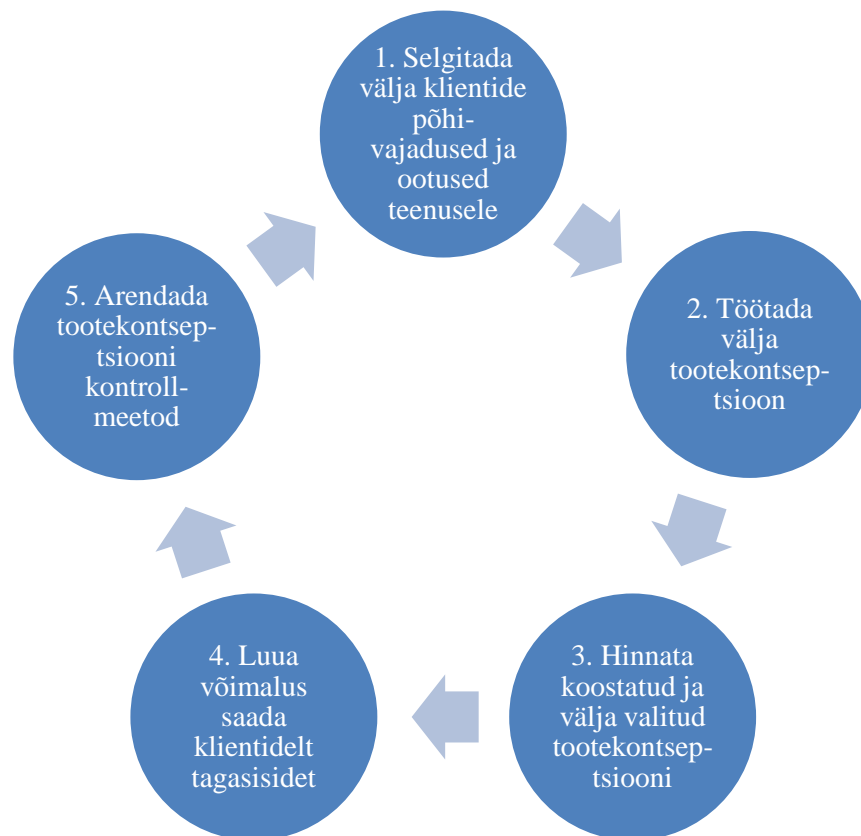 1. Selgitada
välja klientide
põhi-
vajadused ja
ootused
teenusele
2. Töötada
välja
tootekontsep-
tsioon
3. Hinnata
koostatud ja
välja valitud
tootekontsep-
tsiooni
4. Luua
võimalus
saada
klientidelt
tagasisidet
5. Arendada
tootekontsep-
tsiooni
kontroll-
meetod